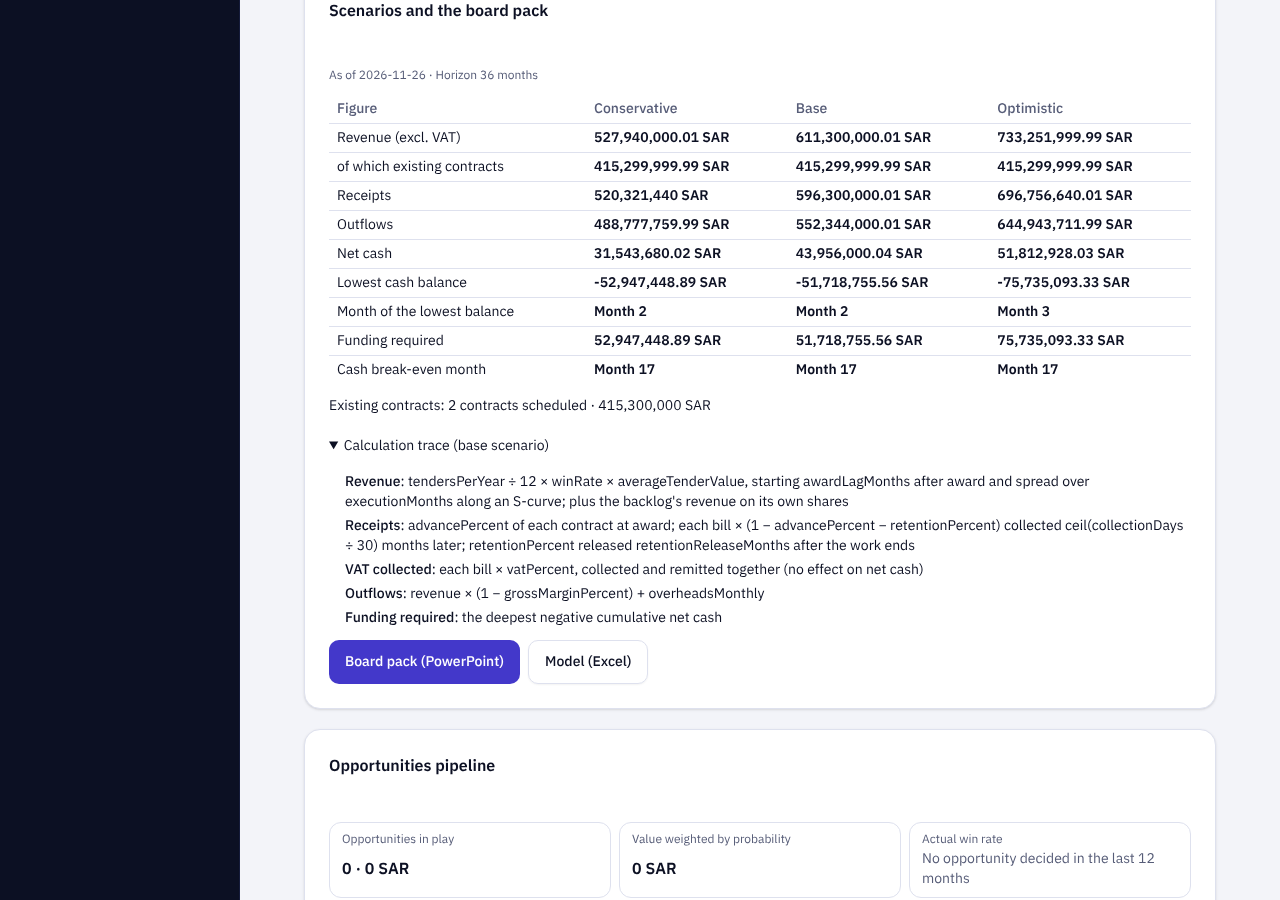 Scenarios and the board pack
As of 2026-11-26 · Horizon 36 months
Figure Conservative Base Optimistic
Revenue (excl. VAT) 527,940,000.01 SAR 611,300,000.01 SAR 733,251,999.99 SAR
of which existing contracts 415,299,999.99 SAR 415,299,999.99 SAR 415,299,999.99 SAR
Receipts 520,321,440 SAR 596,300,000.01 SAR 696,756,640.01 SAR
Outflows 488,777,759.99 SAR 552,344,000.01 SAR 644,943,711.99 SAR
Net cash 31,543,680.02 SAR 43,956,000.04 SAR 51,812,928.03 SAR
Lowest cash balance -52,947,448.89 SAR -51,718,755.56 SAR -75,735,093.33 SAR
Month of the lowest balance Month 2 Month 2 Month 3
Funding required 52,947,448.89 SAR 51,718,755.56 SAR 75,735,093.33 SAR
Cash break-even month Month 17 Month 17 Month 17
Existing contracts: 2 contracts scheduled · 415,300,000 SAR
▼ Calculation trace (base scenario)
Revenue: tendersPerYear ÷ 12 × winRate × averageTenderValue, starting awardLagMonths after award and spread over
executionMonths along an S-curve; plus the backlog's revenue on its own shares
Receipts: advancePercent of each contract at award; each bill × (1 − advancePercent − retentionPercent) collected ceil(collectionDays
÷ 30) months later; retentionPercent released retentionReleaseMonths after the work ends
VAT collected: each bill × vatPercent, collected and remitted together (no effect on net cash)
Outflows: revenue × (1 − grossMarginPercent) + overheadsMonthly
Funding required: the deepest negative cumulative net cash
Board pack (PowerPoint) Model (Excel)
Opportunities pipeline
Opportunities in play Value weighted by probability Actual win rate
0 · 0 SAR 0 SAR No opportunity decided in the last 12
months